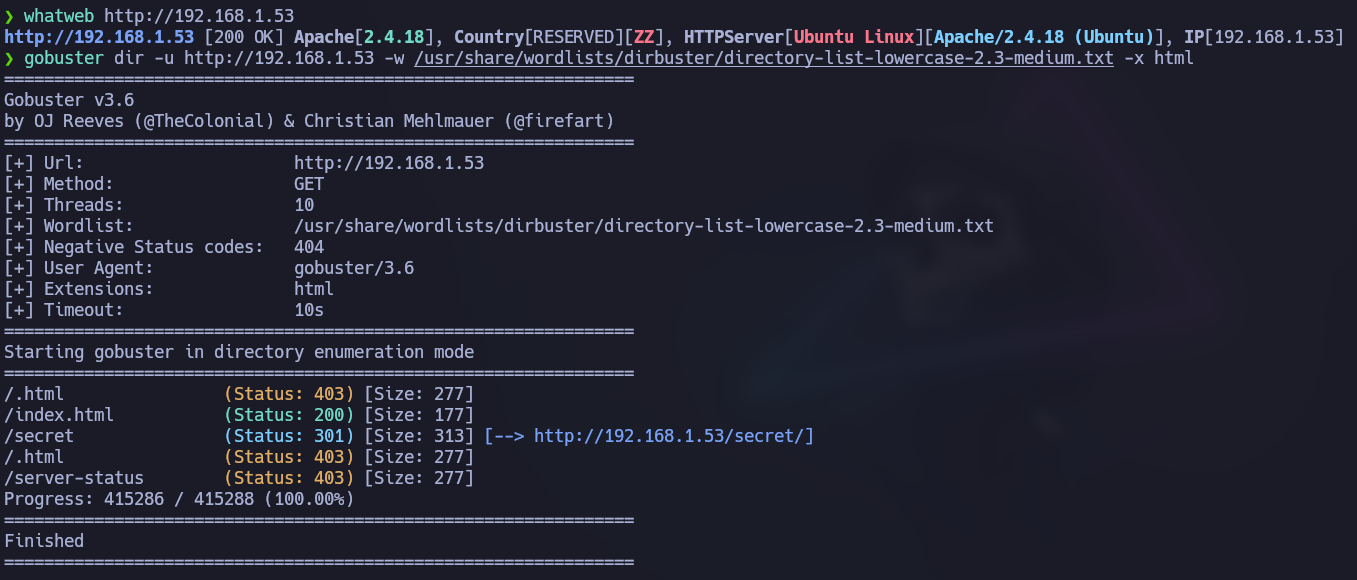 ❯ whatweb http://192.168.1.53
http://192.168.1.53 [200 OK] Apache[2.4.18], Country[RESERVED][ZZ], HTTPServer[Ubuntu Linux][Apache/2.4.18 (Ubuntu)], IP[192.168.1.53]
❯ gobuster dir -u http://192.168.1.53 -w /usr/share/wordlists/dirbuster/directory-list-lowercase-2.3-medium.txt -x html
===============================================================
Gobuster v3.6
by OJ Reeves (@TheColonial) & Christian Mehlmauer (@firefart)
===============================================================
[+] Url:                     http://192.168.1.53
[+] Method:                  GET
[+] Threads:                 10
[+] Wordlist:                /usr/share/wordlists/dirbuster/directory-list-lowercase-2.3-medium.txt
[+] Negative Status codes:   404
[+] User Agent:              gobuster/3.6
[+] Extensions:              html
[+] Timeout:                 10s
===============================================================
Starting gobuster in directory enumeration mode
===============================================================
/.html                (Status: 403) [Size: 277]
/index.html           (Status: 200) [Size: 177]
/secret               (Status: 301) [Size: 313] [--> http://192.168.1.53/secret/]
/.html                (Status: 403) [Size: 277]
/server-status        (Status: 403) [Size: 277]
Progress: 415286 / 415288 (100.00%)
===============================================================
Finished
===============================================================